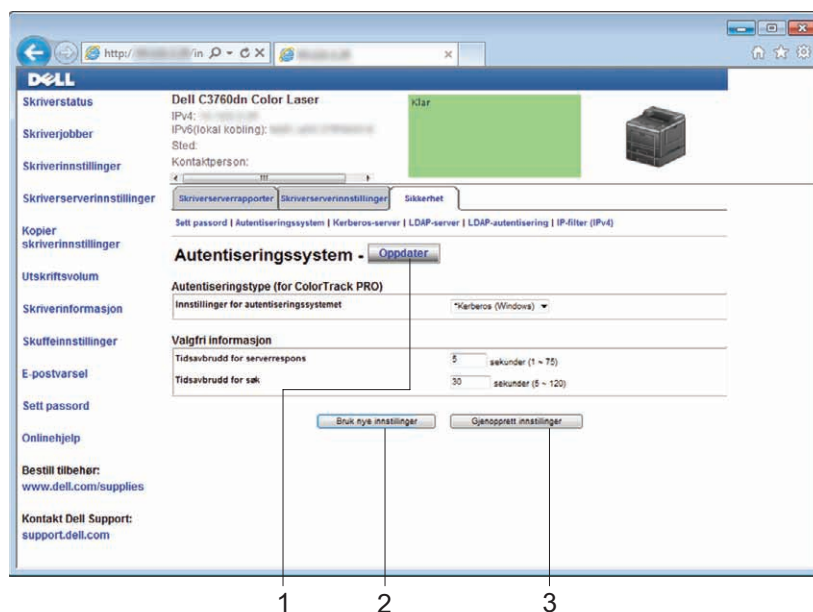 http:/
in
DELL
Skriverstatus
Skriverjobber
Skriverinnstillinger
Skriverserverinnstillinger
Kopier
skriverinnstillinger
Utskriftsvolum
Skriverinformasjon
Skuffeinnstillinger
E-postvarsel
Sett passord
Onlinehjelp
Bestill tilbehør:
www.dell.com/supplies
Kontakt Dell Support:
support.dell.com
Dell C3760dn Color Laser
IPv4:
IPv6(lokal kobling):
Sted:
Kontaktperson:
Klar
Skriverserverrapporter Skriverserverinnstillinger Sikkerhet
Sett passord | Autentiseringssystem | Kerberos-server | LDAP-server | LDAP-autentisering | IP-filter (IPv4)
Autentiseringssystem - Oppdater
Autentiseringstype (for ColorTrack PRO)
Innstillinger for autentiseringssystemet *Kerberos (Windows)
Valgfri informasjon
Tidsavbrudd for serverrespons 5 sekunder (1 ~ 75)
Tidsavbrudd for søk 30 sekunder (5 ~ 120)
Bruk nye innstillinger Gjenopprett innstillinger
1 2 3